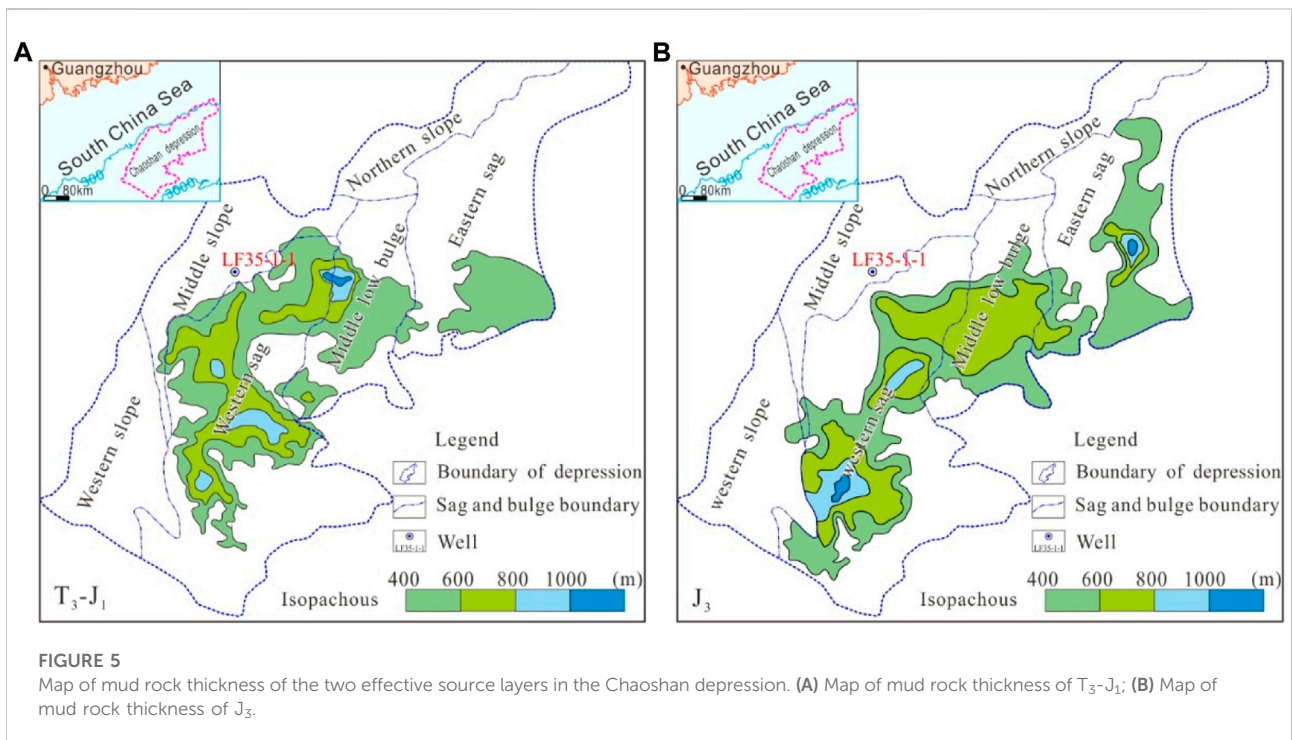 A
Guangzhou
South China Sea
Chaoshan depression
300
3000
0 80km
Northern slope
Middle slope
LF35-1-1
Eastern sag
Middle low bulge
Western sag
Western slope
Legend
Boundary of depression
Sag and bulge boundary
LF35-1-1 Well
400 600 800 1000 (m)
Isopachous
T₃-J₁
B
Guangzhou
South China Sea
Chaoshan depression
300
3000
0 80km
Northern slope
Middle slope
LF35-1-1
Eastern sag
Middle low bulge
western sag
western slope
Legend
Boundary of depression
Sag and bulge boundary
LF35-1-1 Well
400 600 800 1000 (m)
Isopachous
J₃
FIGURE 5
Map of mud rock thickness of the two effective source layers in the Chaoshan depression. (A) Map of mud rock thickness of T₃-J₁; (B) Map of
mud rock thickness of J₃.